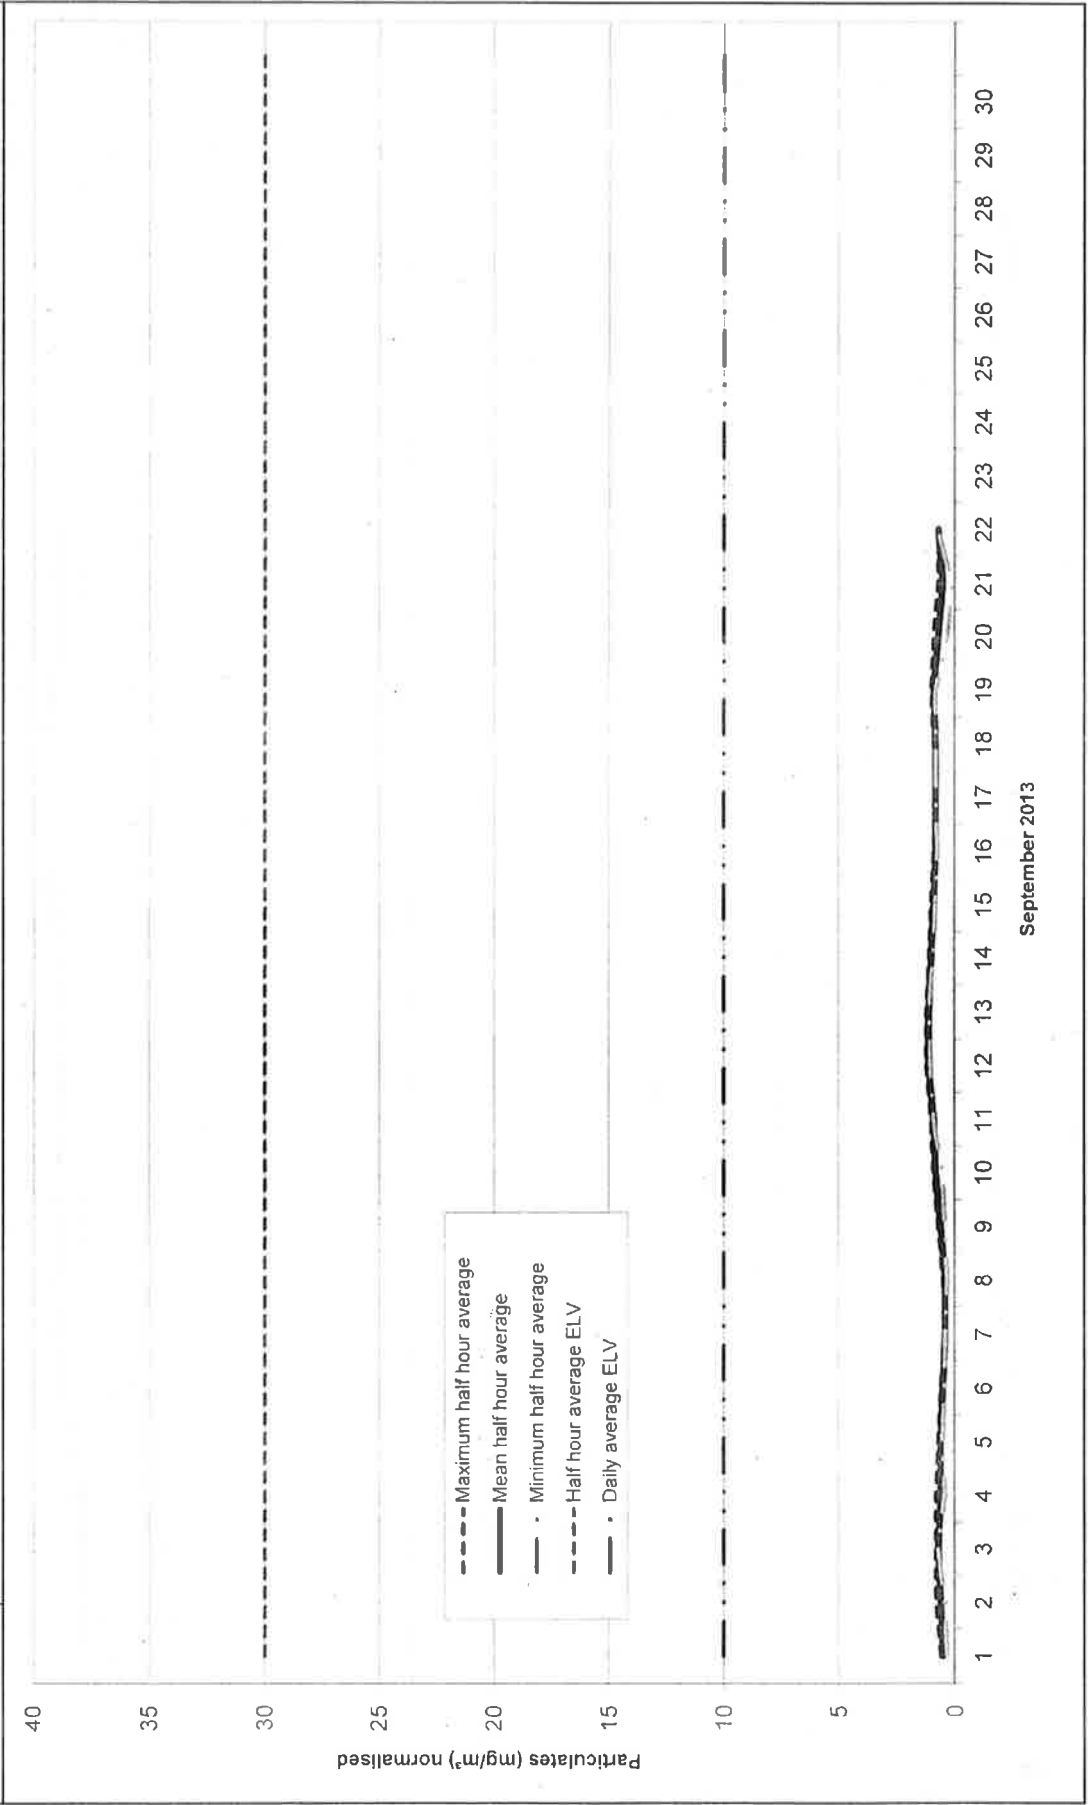 Particulates (mg/m³) normalised
40
35
30
25
20
15
10
5
0
Maximum half hour average
Mean half hour average
Minimum half hour average
Half hour average ELV
Daily average ELV
1 2 3 4 5 6 7 8 9 10 11 12 13 14 15 16 17 18 19 20 21 22 23 24 25 26 27 28 29 30
September 2013